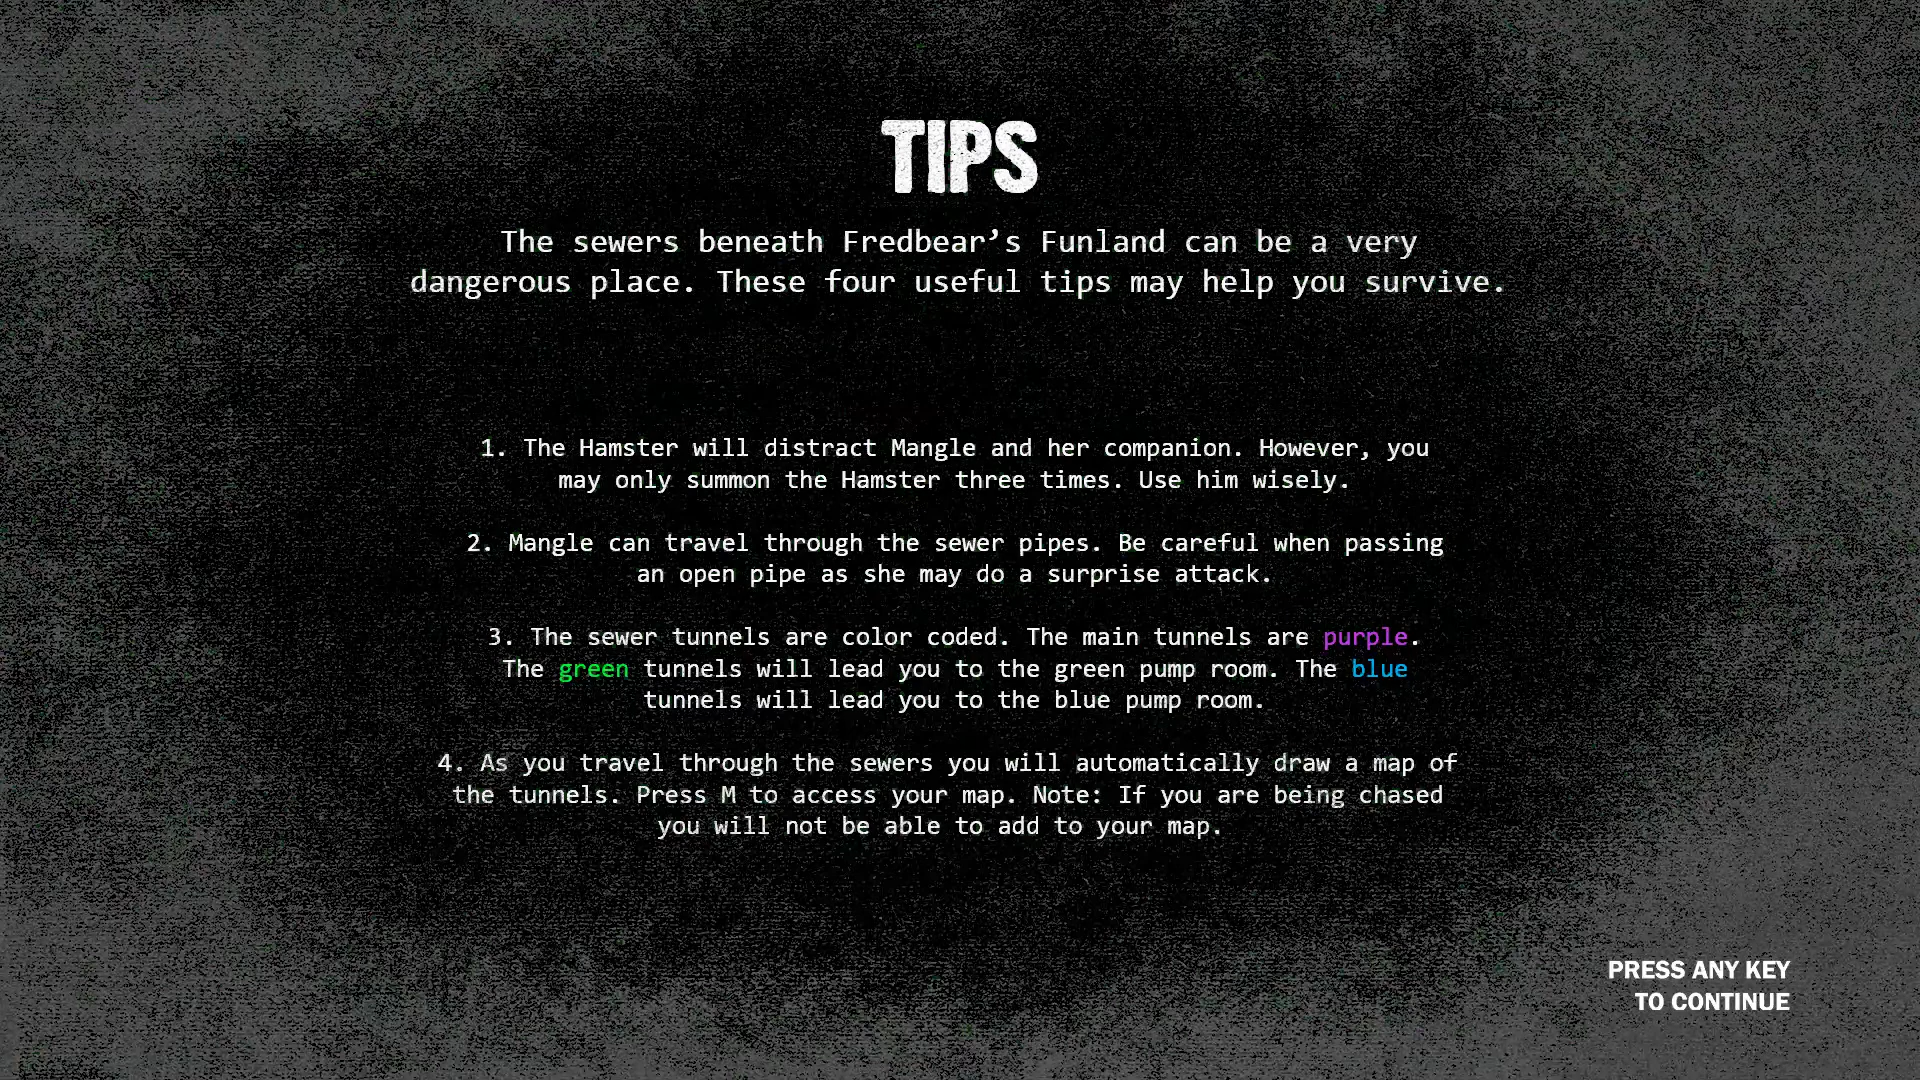 TIPS
The sewers beneath Fredbear’s Funland can be a very
dangerous place. These four useful tips may help you survive.
1. The Hamster will distract Mangle and her companion. However, you
may only summon the Hamster three times. Use him wisely.
2. Mangle can travel through the sewer pipes. Be careful when passing
an open pipe as she may do a surprise attack.
3. The sewer tunnels are color coded. The main tunnels are purple.
The green tunnels will lead you to the green pump room. The blue
tunnels will lead you to the blue pump room.
4. As you travel through the sewers you will automatically draw a map of
the tunnels. Press M to access your map. Note: If you are being chased
you will not be able to add to your map.
PRESS ANY KEY
TO CONTINUE